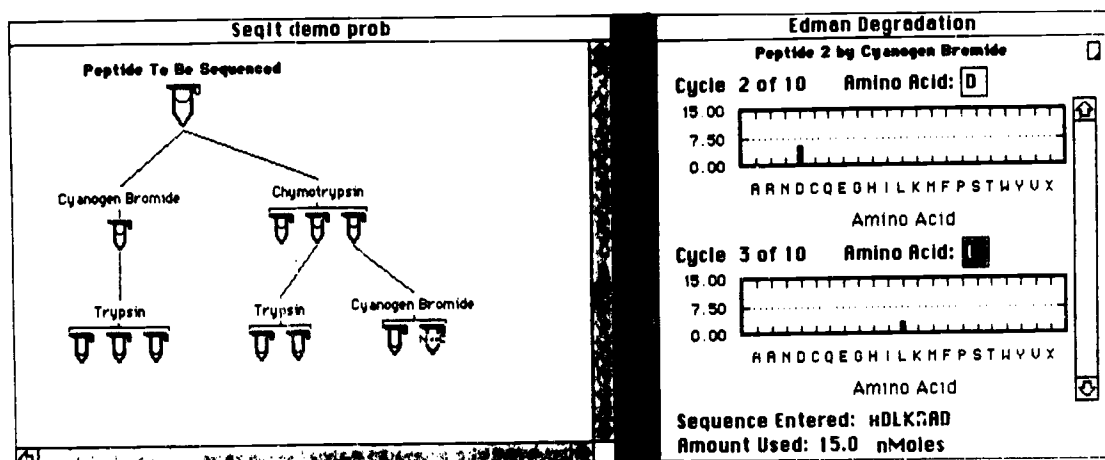 SeqIt demo prob
Peptide To Be Sequenced
Cyanogen Bromide
Chymotrypsin
Trypsin
Trypsin
Cyanogen Bromide
Edman Degradation
Peptide 2 by Cyanogen Bromide
Cycle 2 of 10 Amino Acid: D
15.00
7.50
0.00
A R N D C Q E G H I L K M F P S T W Y V X
Amino Acid
Cycle 3 of 10 Amino Acid:
15.00
7.50
0.00
A R N D C Q E G H I L K M F P S T W Y V X
Amino Acid
Sequence Entered:
Amount Used: 15.0 nMoles